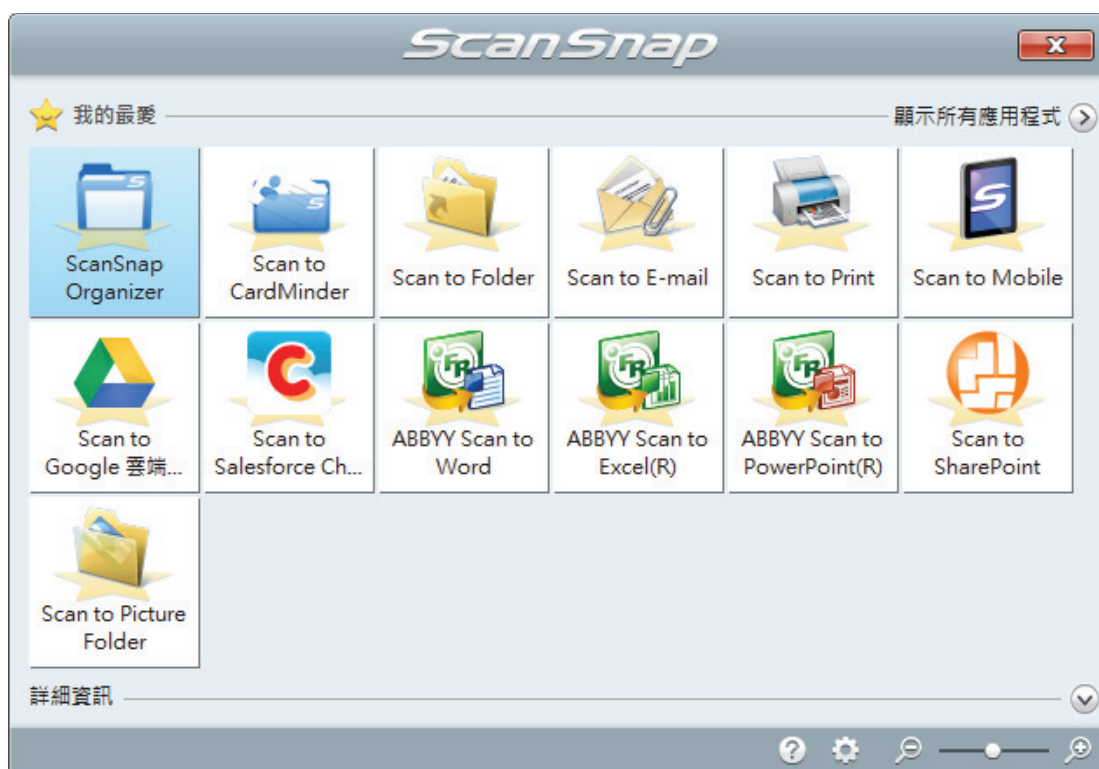 ScanSnap
我的最愛
顯示所有應用程式
ScanSnap
Organizer
Scan to
CardMinder
Scan to Folder
Scan to E-mail
Scan to Print
Scan to Mobile
Scan to
Google 雲端...
Scan to
Salesforce Ch...
ABBYY Scan to
Word
ABBYY Scan to
Excel(R)
ABBYY Scan to
PowerPoint(R)
Scan to
SharePoint
Scan to Picture
Folder
詳細資訊